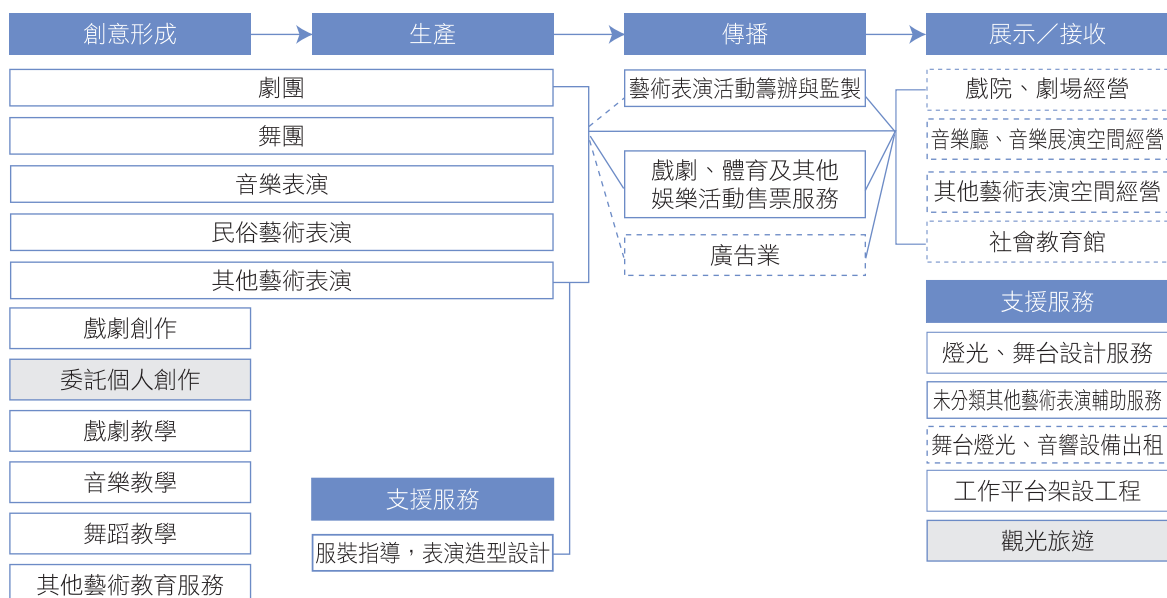 創意形成
生產
傳播
展示／接收
劇團
舞團
音樂表演
民俗藝術表演
其他藝術表演
戲劇創作
委託個人創作
戲劇教學
音樂教學
舞蹈教學
其他藝術教育服務
支援服務
服裝指導，表演造型設計
藝術表演活動籌辦與監製
戲劇、體育及其他
娛樂活動售票服務
廣告業
戲院、劇場經營
音樂廳、音樂展演空間經營
其他藝術表演空間經營
社會教育館
支援服務
燈光、舞台設計服務
未分類其他藝術表演輔助服務
舞台燈光、音響設備出租
工作平台架設工程
觀光旅遊